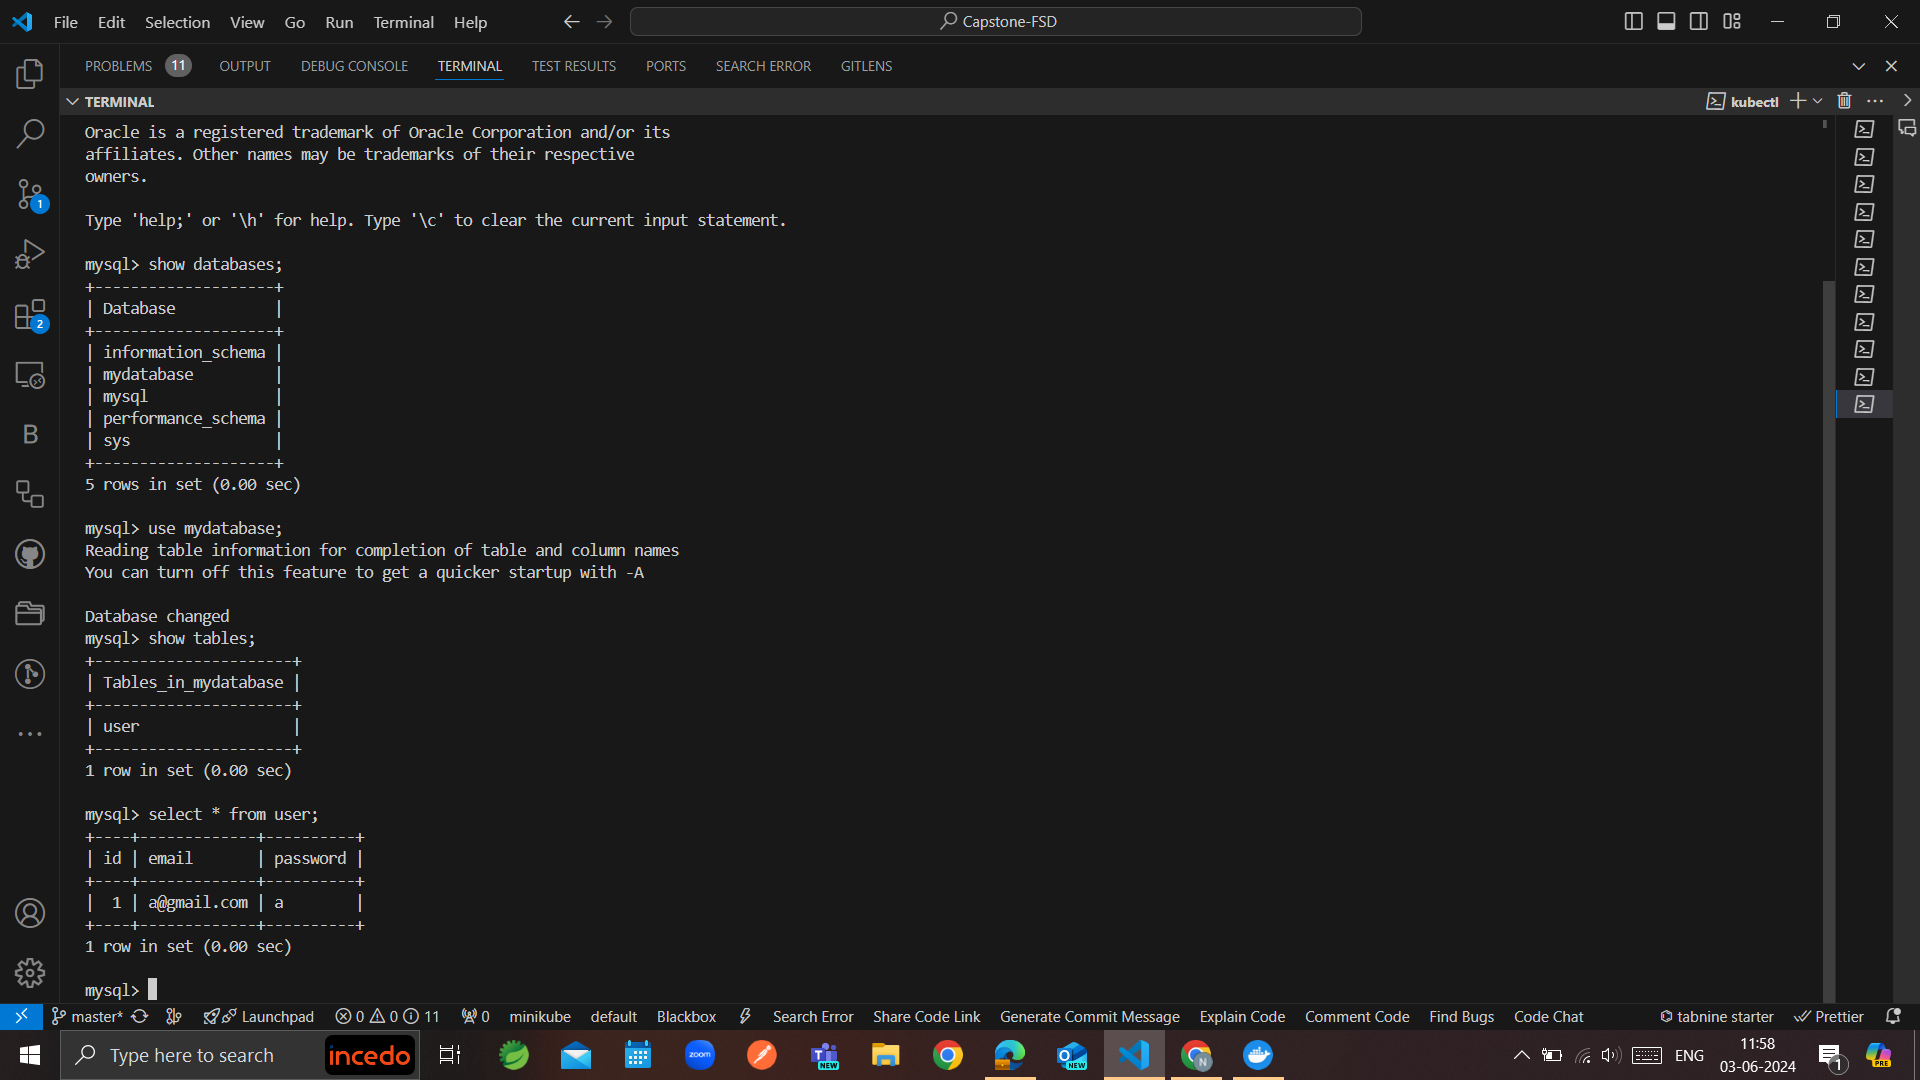 File Edit Selection View Go Run Terminal Help Capstone-FSD
PROBLEMS 11 OUTPUT DEBUG CONSOLE TERMINAL TEST RESULTS PORTS SEARCH ERROR GITLENS
TERMINAL kubectl
Oracle is a registered trademark of Oracle Corporation and/or its
affiliates. Other names may be trademarks of their respective
owners.
Type 'help;' or '\h' for help. Type '\c' to clear the current input statement.
mysql> show databases;
+--------------------+
| Database           |
+--------------------+
| information_schema |
| mydatabase         |
| mysql              |
| performance_schema |
| sys                |
+--------------------+
5 rows in set (0.00 sec)
mysql> use mydatabase;
Reading table information for completion of table and column names
You can turn off this feature to get a quicker startup with -A
Database changed
mysql> show tables;
+----------------------+
| Tables_in_mydatabase |
+----------------------+
| user                 |
+----------------------+
1 row in set (0.00 sec)
mysql> select * from user;
+----+-------------+----------+
| id | email       | password |
+----+-------------+----------+
|  1 | a@gmail.com | a        |
+----+-------------+----------+
1 row in set (0.00 sec)
mysql>
1
2
B
master* 0 0 11 0 Launchpad minikube default Blackbox Search Error Share Code Link Generate Commit Message Explain Code Comment Code Find Bugs Code Chat tabnine starter Prettier
Type here to search incedo zoom NEW NEW N ENG 11:58 1 PRE
03-06-2024